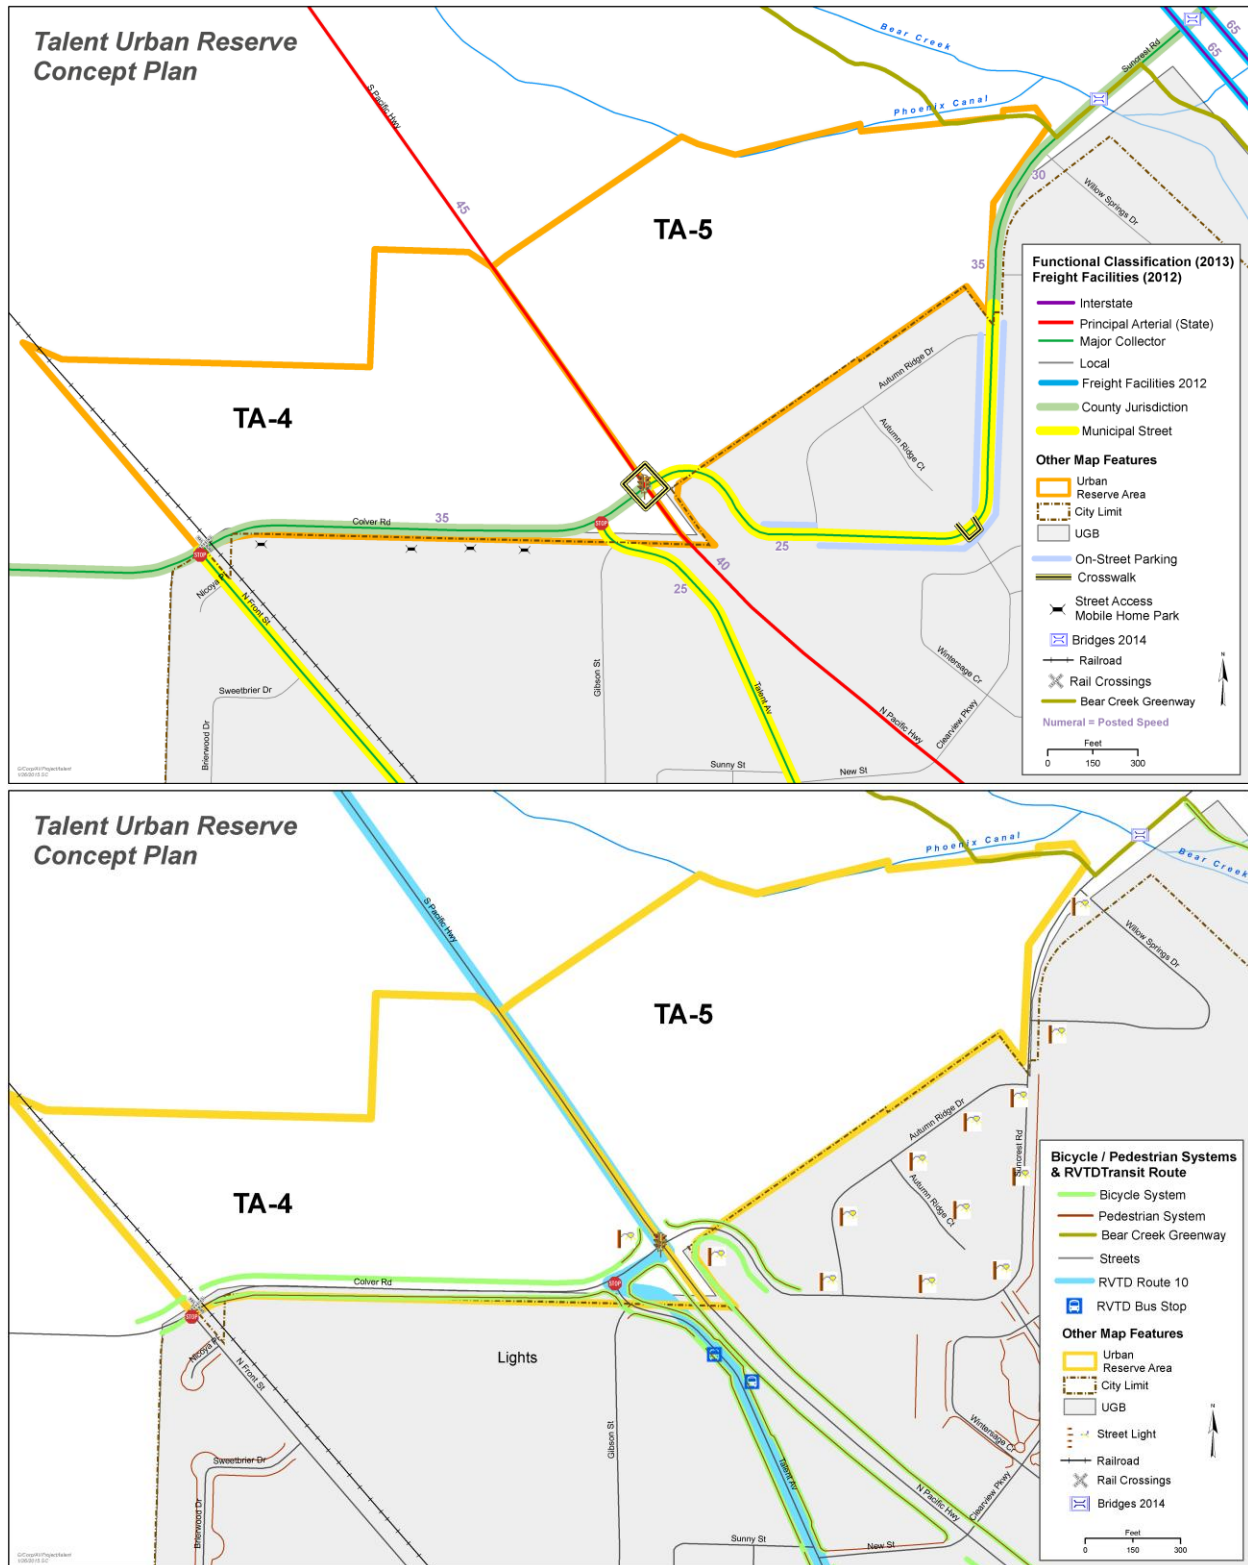 Talent Urban Reserve
Concept Plan
Bear Creek
Phoenix Canal
Suncrest Rd
65
65
S Pacific Hwy
45
TA-5
30
Willow Springs Dr
35
Autumn Ridge Dr
Autumn Ridge Ct
TA-4
Colver Rd
35
STOP
STOP
25
40
25
Nicoya Pl
N Front St
Sweetbrier Dr
Brierwood Dr
Gibson St
Talent Av
N Pacific Hwy
Wintersage Cr
Clearview Pkwy
Sunny St
New St
Functional Classification (2013)
Freight Facilities (2012)
Interstate
Principal Arterial (State)
Major Collector
Local
Freight Facilities 2012
County Jurisdiction
Municipal Street
Other Map Features
Urban
Reserve Area
City Limit
UGB
On-Street Parking
Crosswalk
Street Access
Mobile Home Park
Bridges 2014
Railroad
Rail Crossings
Bear Creek Greenway
Numeral = Posted Speed
N
Feet
0 150 300
Talent Urban Reserve
Concept Plan
Phoenix Canal
Bear Creek
S Pacific Hwy
Willow Springs Dr
TA-5
Autumn Ridge Dr
Autumn Ridge Ct
Suncrest Rd
TA-4
Colver Rd
STOP
STOP
Lights
Nicoya Pl
N Front St
Sweetbrier Dr
Brierwood Dr
Gibson St
Talent Av
N Pacific Hwy
Wintersage Cr
Clearview Pkwy
Sunny St
New St
Bicycle / Pedestrian Systems
& RVTDTransit Route
Bicycle System
Pedestrian System
Bear Creek Greenway
Streets
RVTD Route 10
RVTD Bus Stop
Other Map Features
Urban
Reserve Area
City Limit
UGB
Street Light
Railroad
Rail Crossings
Bridges 2014
N
Feet
0 150 300